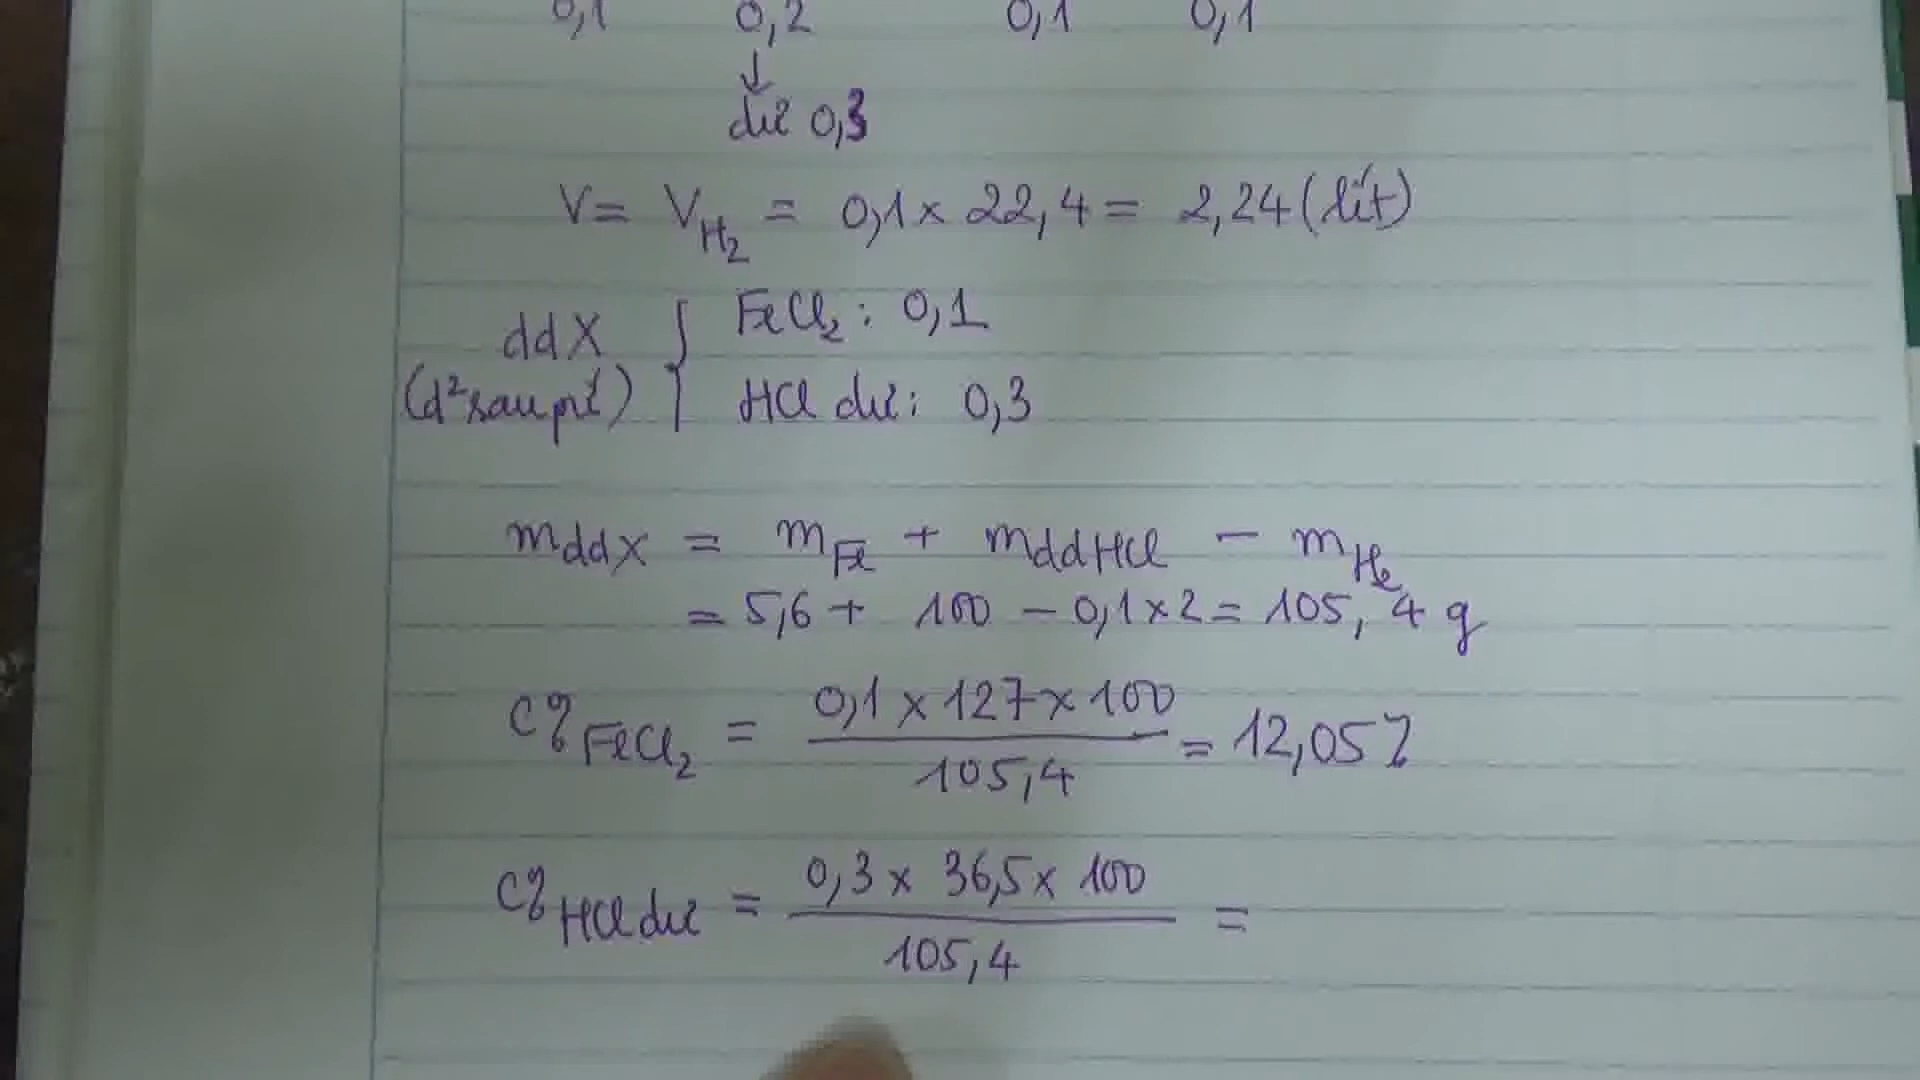 0,1 0,2 0,1 0,1
↓
dư 0,3
V = V_H₂ = 0,1 x 22,4 = 2,24 (lít)
ddX { FeCl₂ : 0,1
(d² sau pứ) HCl dư : 0,3
mddX = m_Fe + mddHCl - m_H₂
= 5,6 + 100 - 0,1 x 2 = 105,4 g
C% FeCl₂ = 0,1 x 127 x 100 / 105,4 = 12,05%
C% HCl dư = 0,3 x 36,5 x 100 / 105,4 =